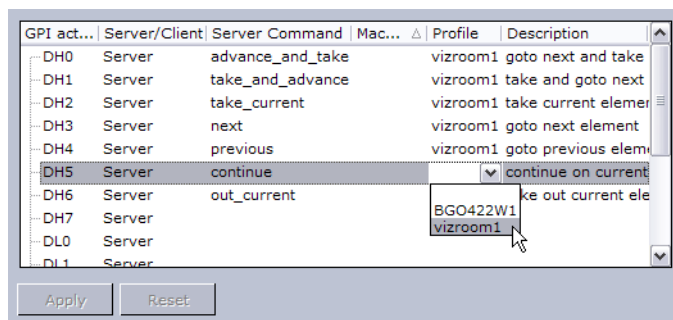 GPI act... Server/Client Server Command Mac... Profile Description
DH0 Server advance_and_take vizroom1 goto next and take
DH1 Server take_and_advance vizroom1 take and goto next
DH2 Server take_current vizroom1 take current elemer
DH3 Server next vizroom1 goto next element
DH4 Server previous vizroom1 goto previous eleme
DH5 Server continue continue on current
DH6 Server out_current ke out current ele
BGO422W1
DH7 Server
vizroom1
DL0 Server
DL1 Server
Apply Reset